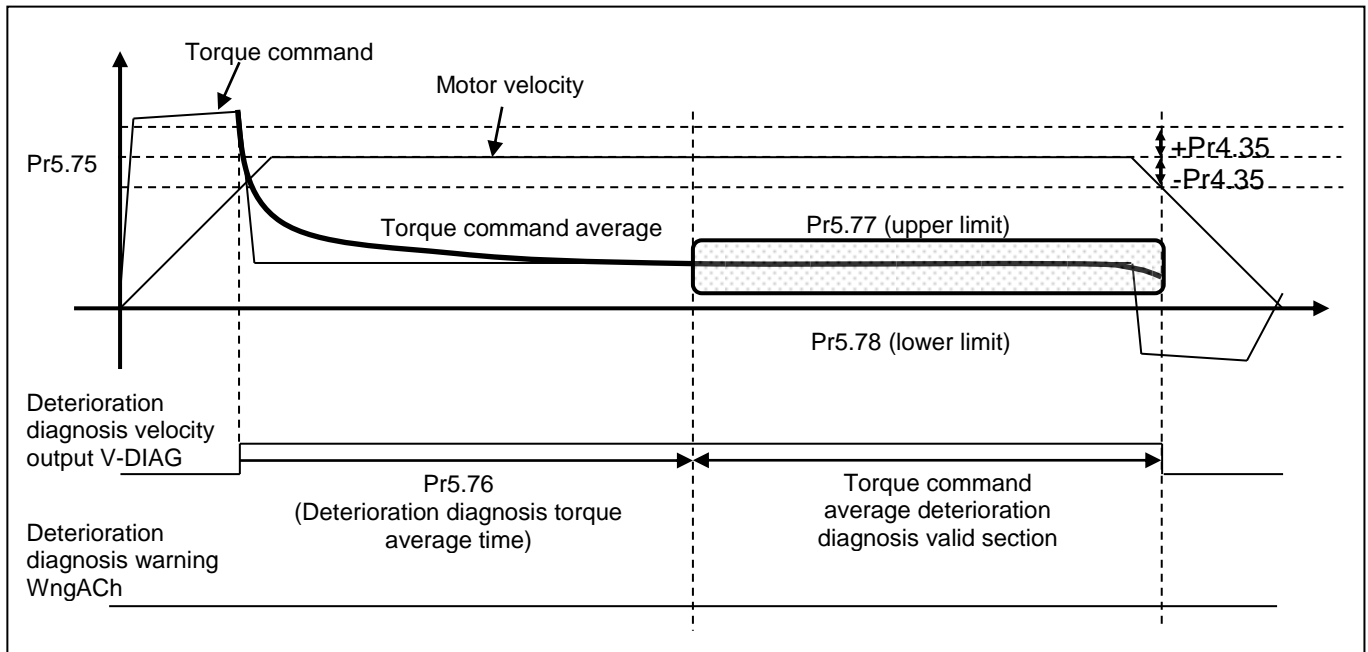 Torque command
Motor velocity
Pr5.75
+Pr4.35
-Pr4.35
Torque command average
Pr5.77 (upper limit)
Pr5.78 (lower limit)
Deterioration
diagnosis velocity
output V-DIAG
Pr5.76
(Deterioration diagnosis torque
average time)
Torque command
average deterioration
diagnosis valid section
Deterioration
diagnosis warning
WngACh